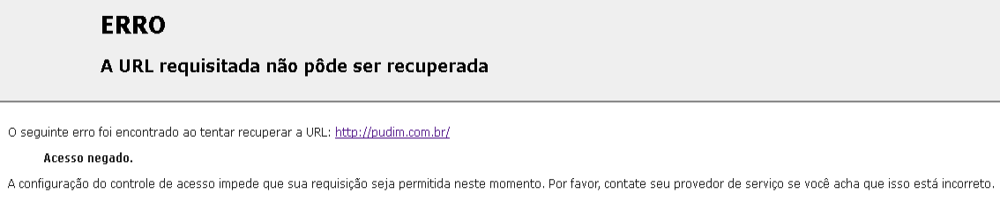 ERRO
A URL requisitada não pôde ser recuperada
O seguinte erro foi encontrado ao tentar recuperar a URL: http://pudim.com.br/
Acesso negado.
A configuração do controle de acesso impede que sua requisição seja permitida neste momento. Por favor, contate seu provedor de serviço se você acha que isso está incorreto.